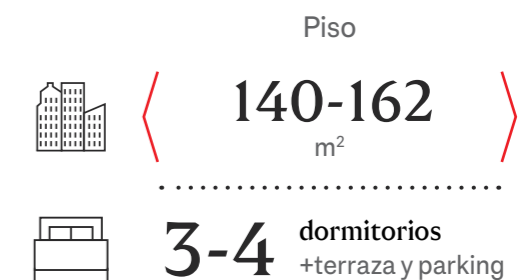 Piso
140-162
m²
3-4 dormitorios
+terraza y parking